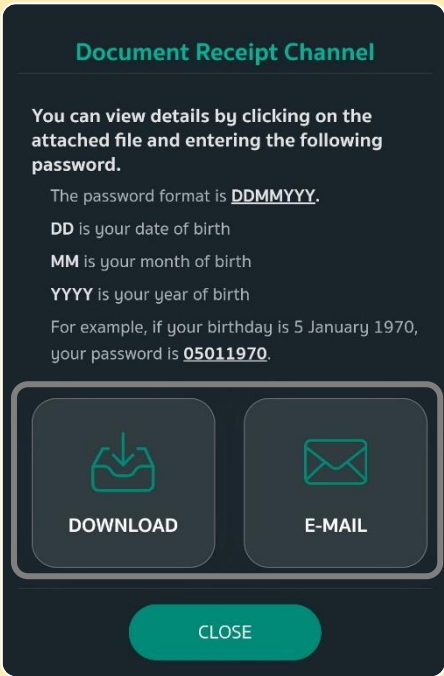 Document Receipt Channel
You can view details by clicking on the
attached file and entering the following
password.
The password format is DDMMYYY.
DD is your date of birth
MM is your month of birth
YYYY is your year of birth
For example, if your birthday is 5 January 1970,
your password is 05011970.
DOWNLOAD
E-MAIL
CLOSE